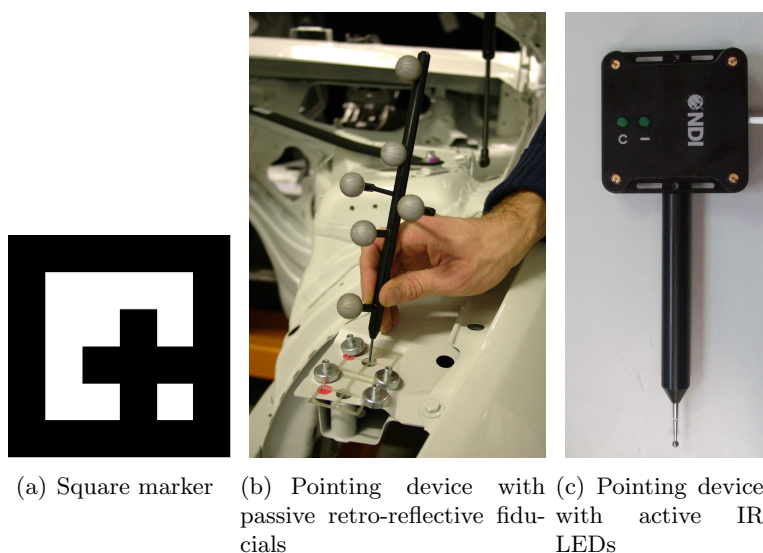 NDI
C –
(a) Square marker
(b) Pointing device with
passive retro-reflective fidu-
cials
(c) Pointing device
with active IR
LEDs